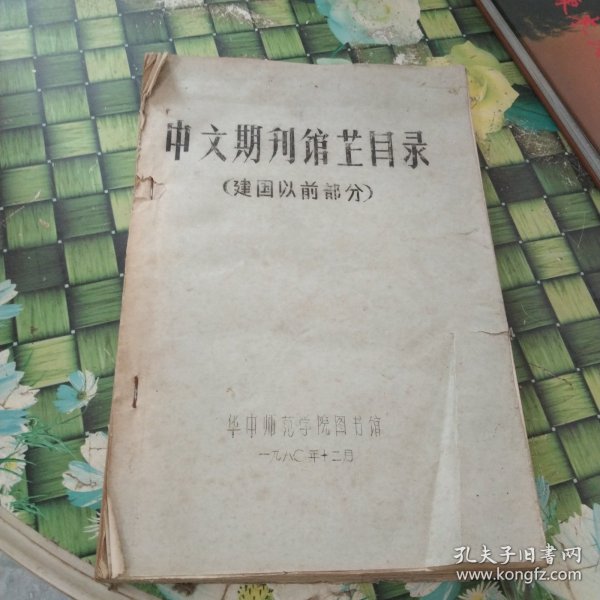 中文期刊馆芷目录
(建国以前部分)
华中师范学院图书馆
一九八〇年十二月
孔夫子旧书网
www.kongfz.com